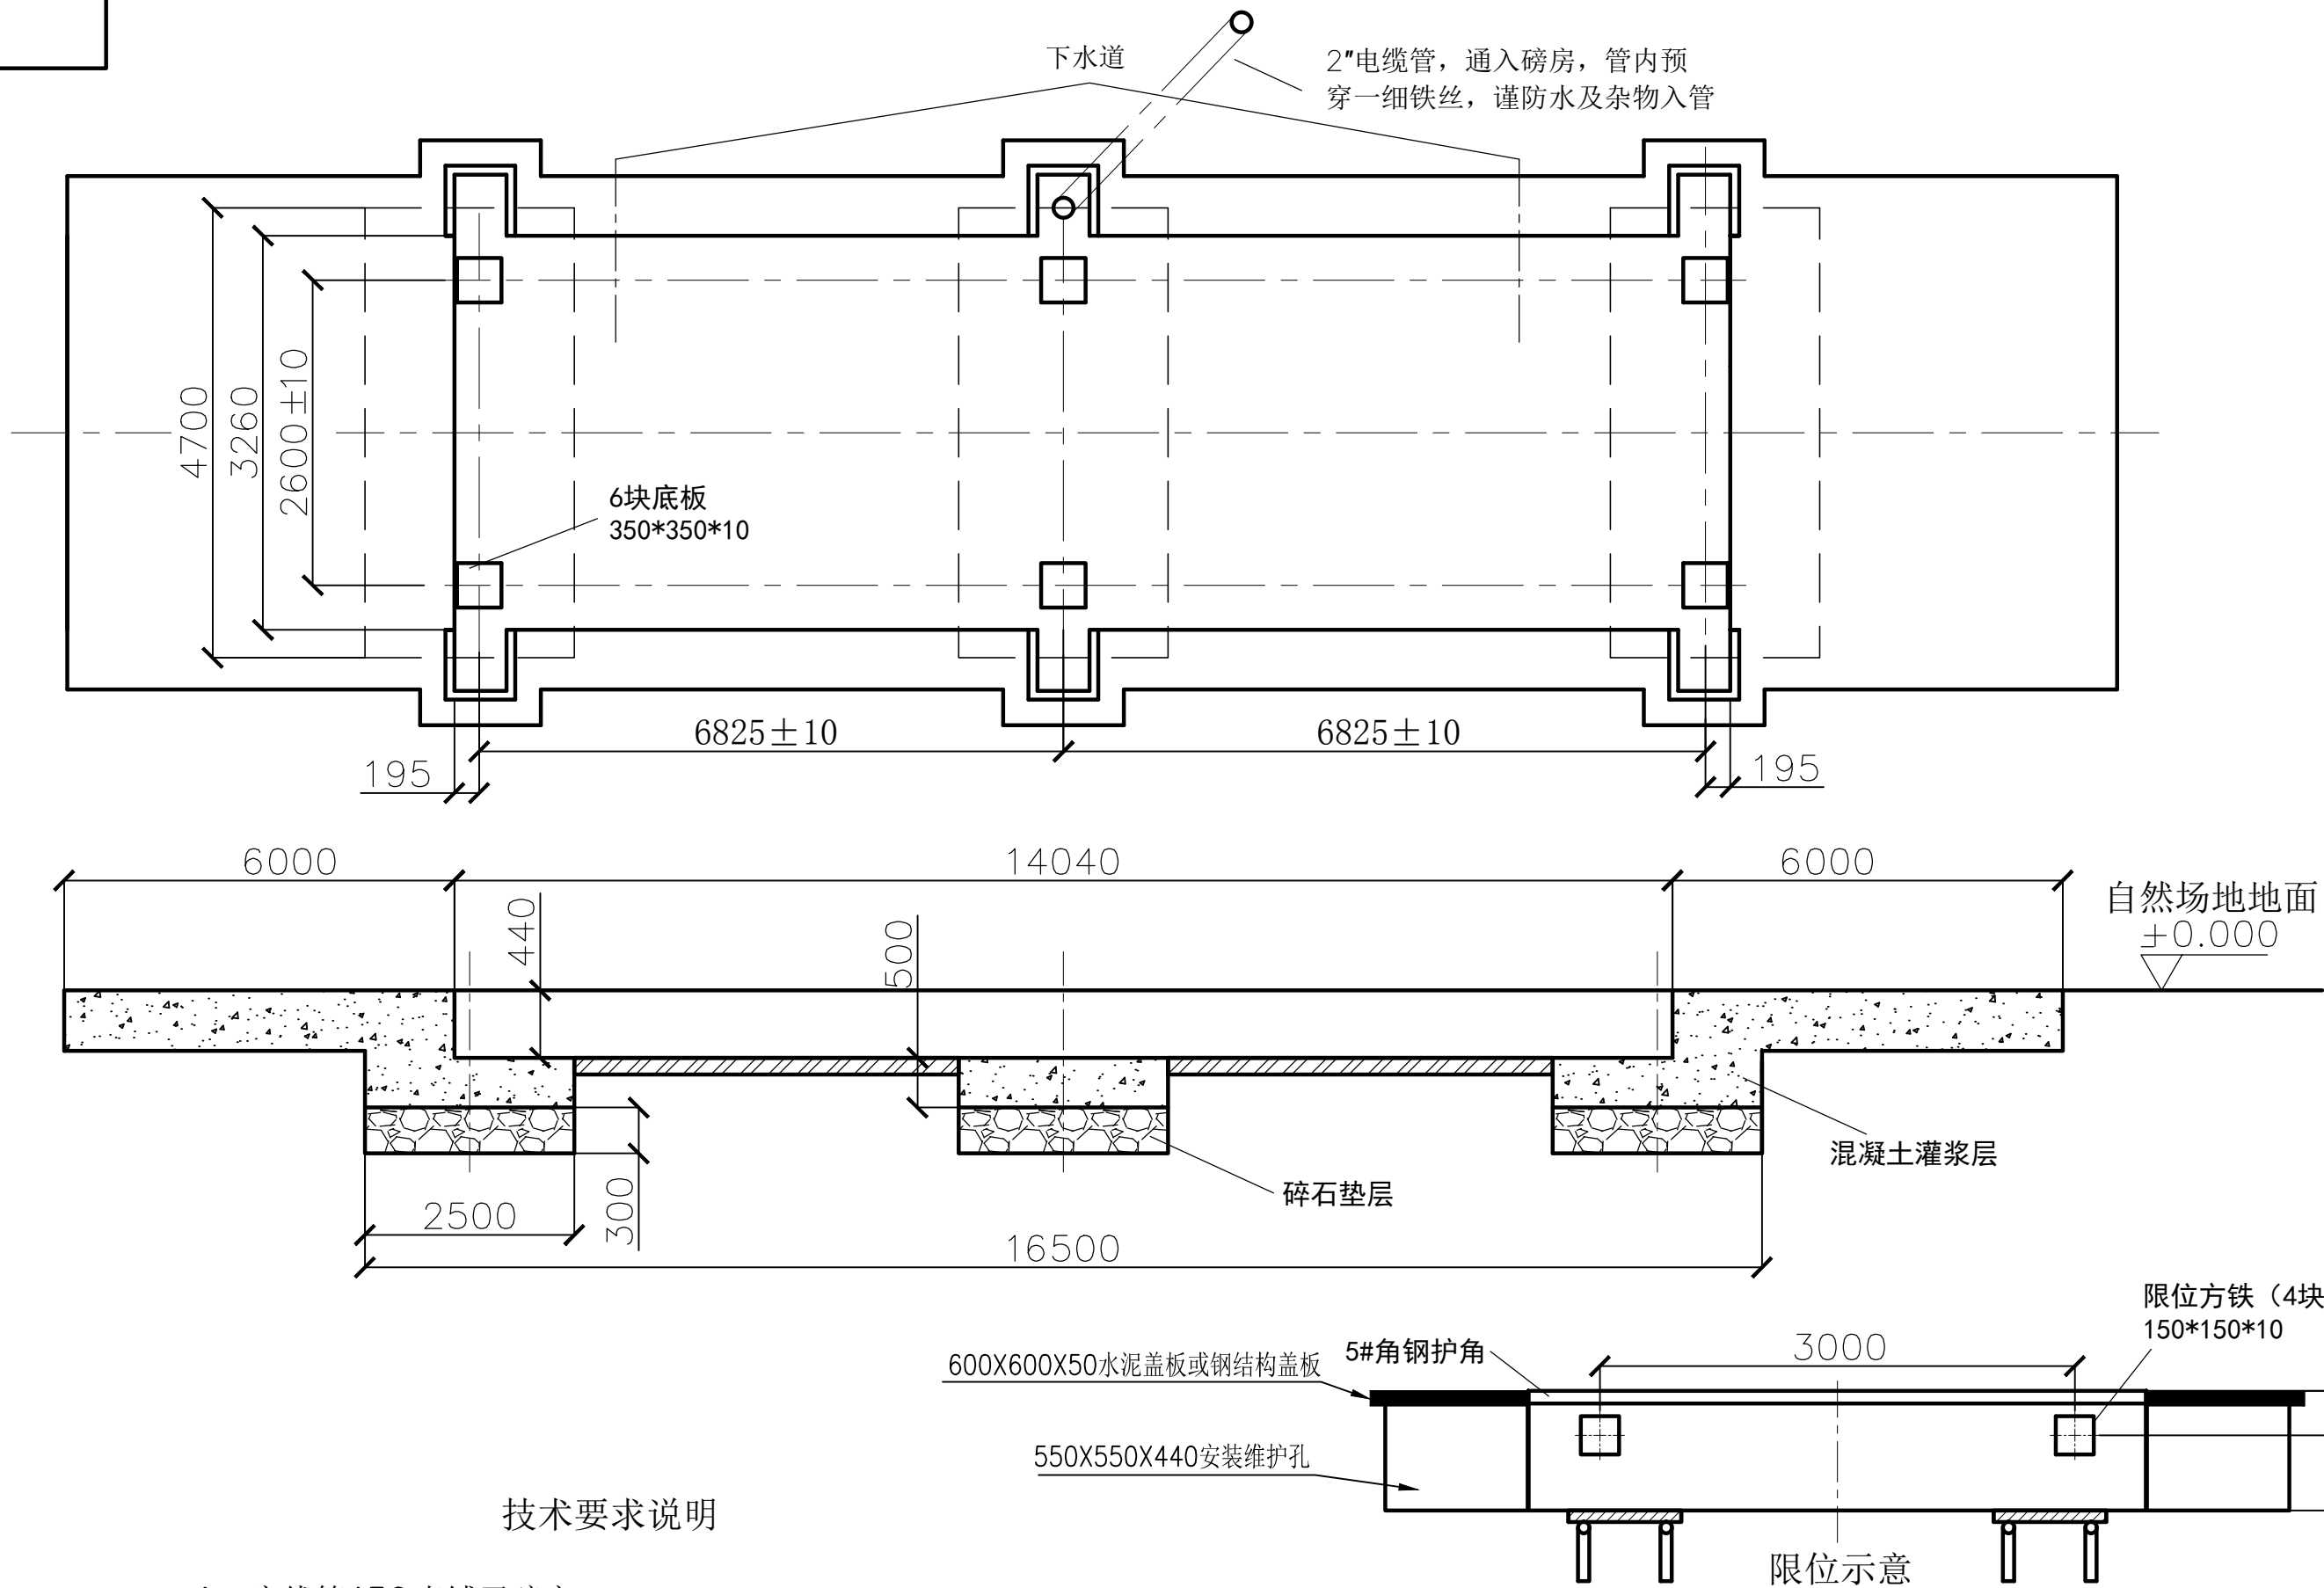 下水道
2"电缆管，通入磅房，管内预
穿一细铁丝，谨防水及杂物入管
4700
3260
2600±10
6块底板
350*350*10
6825±10
6825±10
195
195
6000
14040
6000
440
500
自然场地地面
±0.000
混凝土灌浆层
碎石垫层
2500
300
16500
限位方铁（4块
150*150*10
3000
5#角钢护角
600X600X50水泥盖板或钢结构盖板
550X550X440安装维护孔
技术要求说明
限位示意